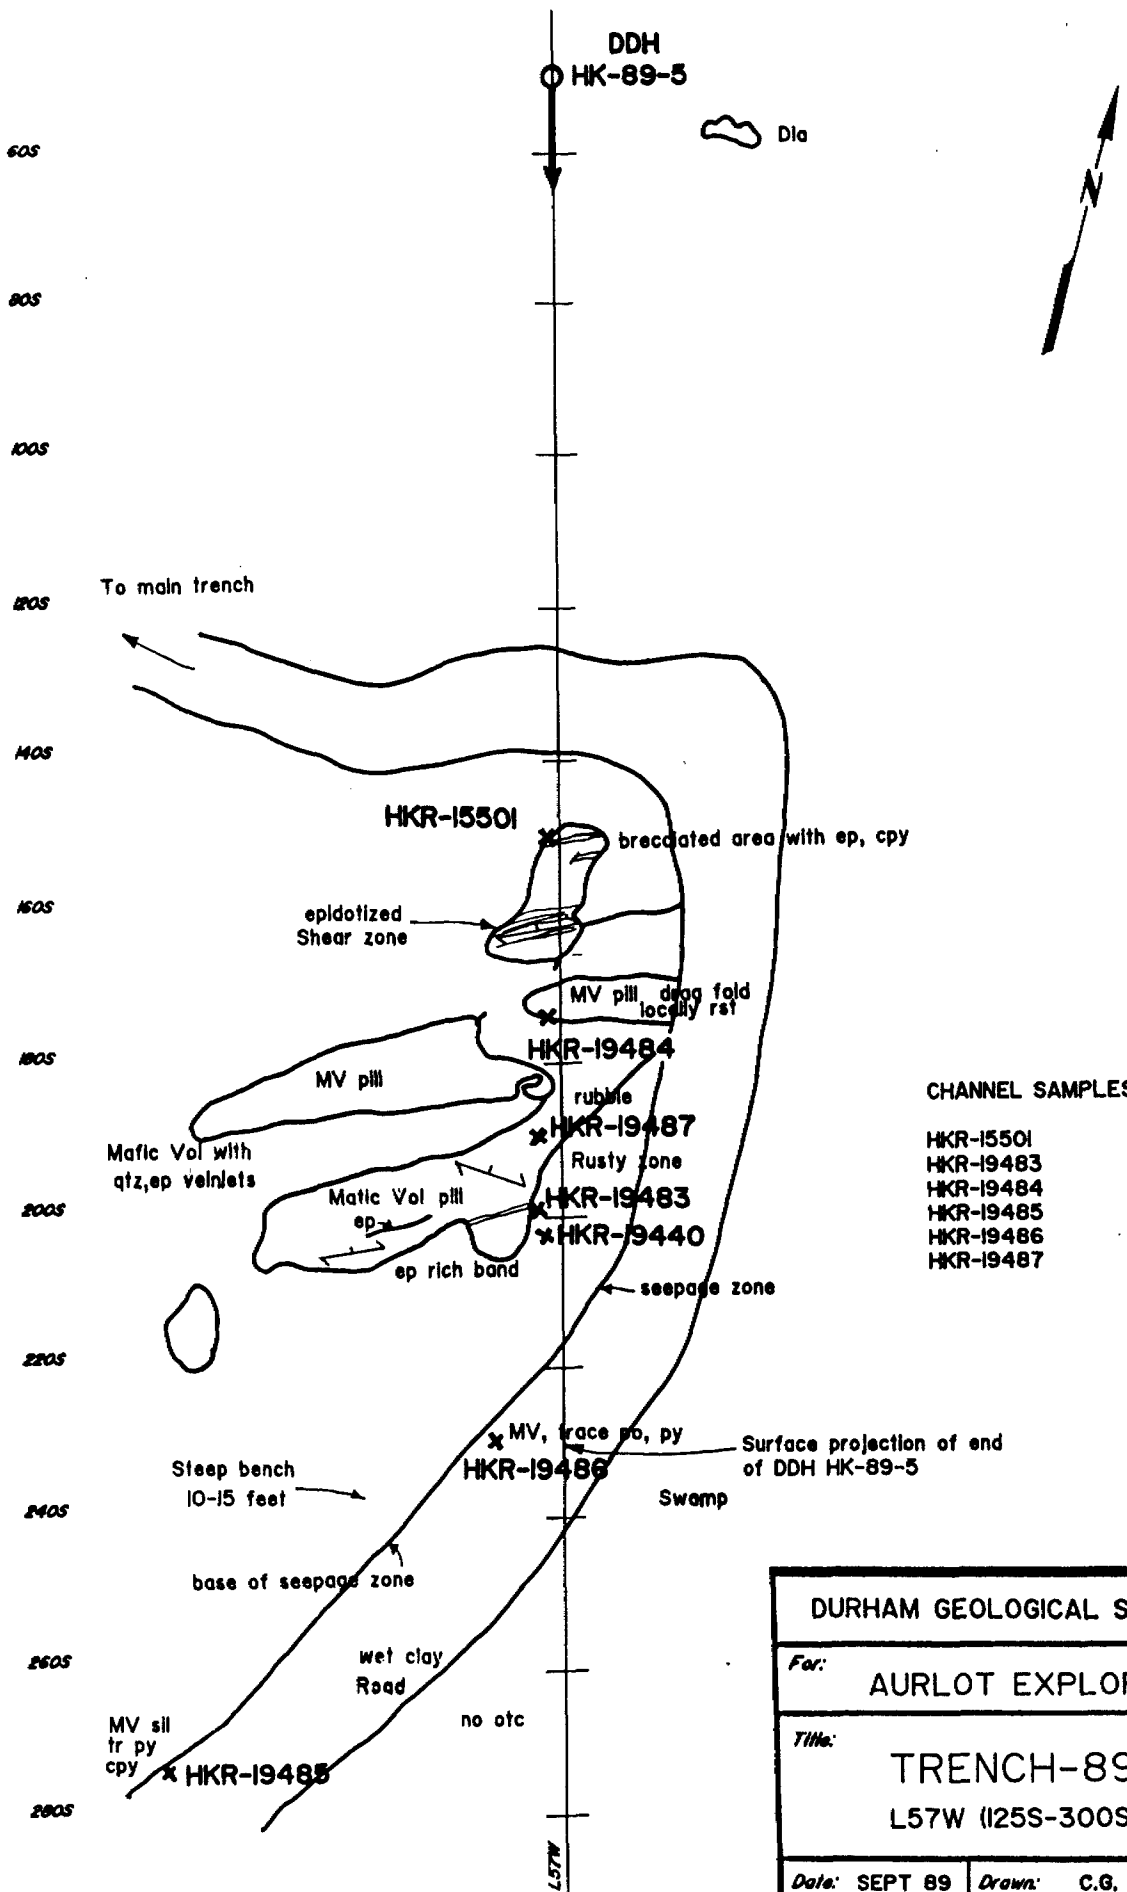 DDH
HK-89-5
Dia
60S
N
80S
100S
To main trench
120S
140S
HKR-15501
brecciated area with ep, cpy
160S
epidotized
Shear zone
MV pill, drag fold
locally rst
HKR-19484
180S
MV pill
rubble
CHANNEL SAMPLES
HKR-19487
HKR-15501
HKR-19483
HKR-19484
HKR-19485
HKR-19486
HKR-19487
Mafic Vol with
qtz,ep veinlets
Rusty zone
Mafic Vol pill
ep
HKR-19483
200S
HKR-19440
ep rich band
seepage zone
220S
MV, trace po, py
HKR-19486
Surface projection of end
of DDH HK-89-5
Steep bench
10-15 feet
Swamp
240S
base of seepage zone
260S
wet clay
Road
no otc
MV sil
tr py
cpy
HKR-19485
280S
L57W
DURHAM GEOLOGICAL S
For:
AURLOT EXPLOR
Title:
TRENCH-89
L57W (125S-300S
Date: SEPT 89
Drawn: C.G.